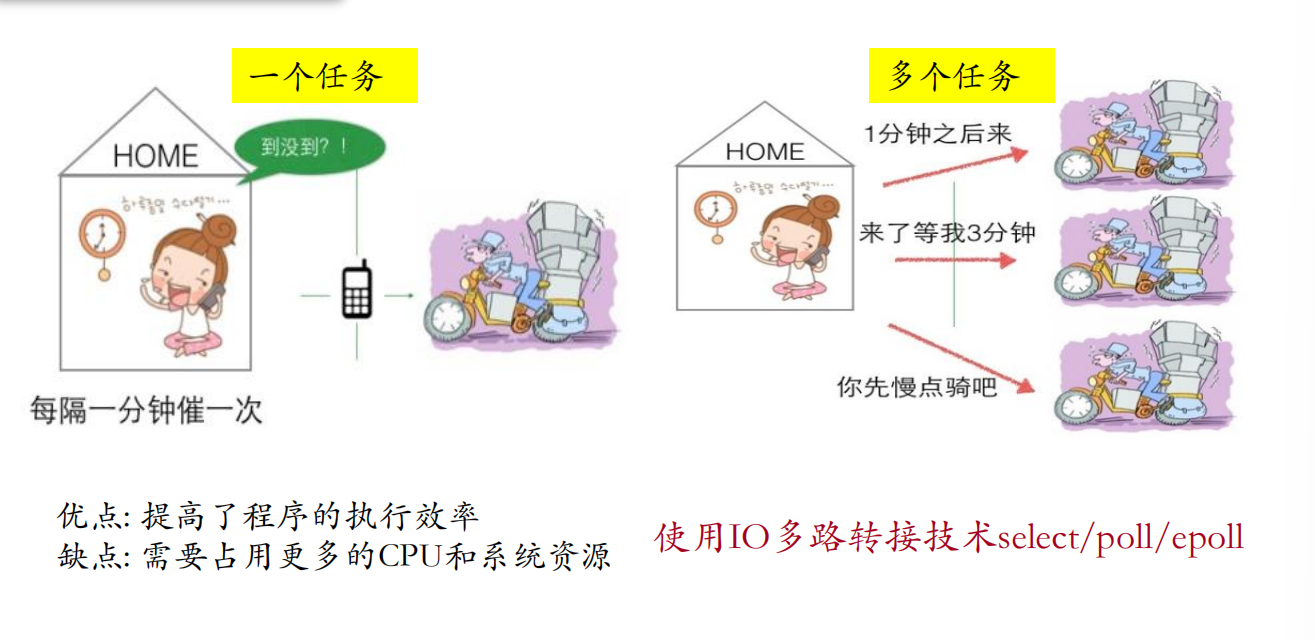 一个任务
HOME
到没到?！
每隔一分钟催一次
优点: 提高了程序的执行效率
缺点: 需要占用更多的CPU和系统资源
多个任务
HOME
1分钟之后来
来了等我3分钟
你先慢点骑吧
使用IO多路转接技术select/poll/epoll